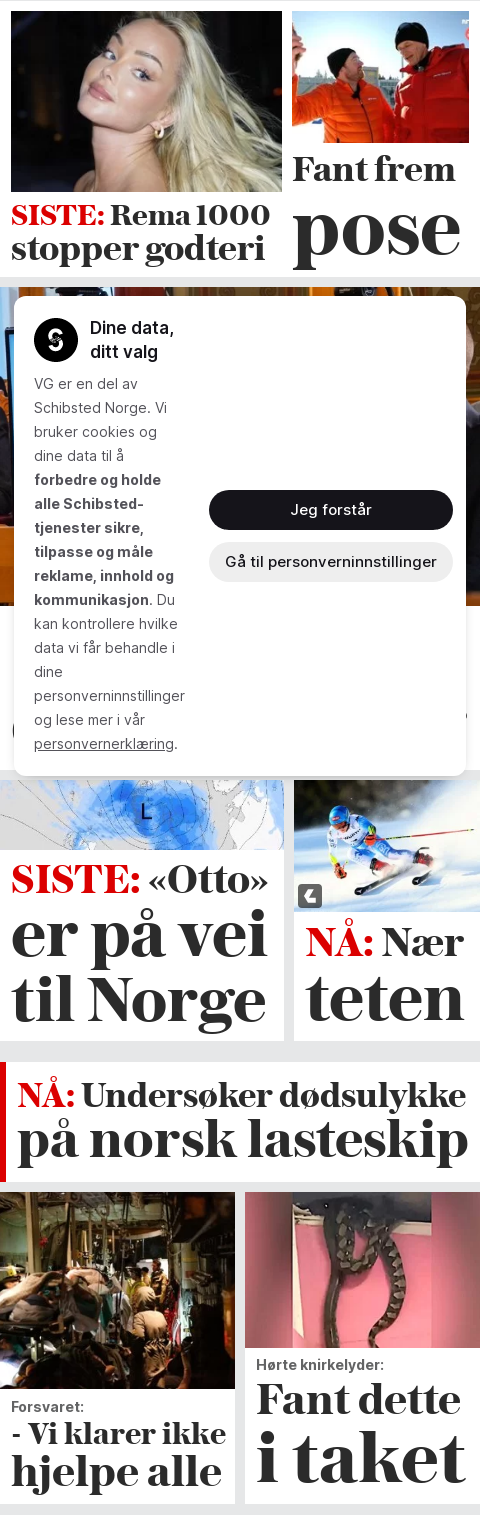 SISTE: Rema 1000
stopper godteri
Fant frem
pose
Dine data,
ditt valg
VG er en del av
Schibsted Norge. Vi
bruker cookies og
dine data til å
forbedre og holde
alle Schibsted-
tjenester sikre,
tilpasse og måle
reklame, innhold og
kommunikasjon. Du
kan kontrollere hvilke
data vi får behandle i
dine
personverninnstillinger
og lese mer i vår
personvernerklæring.
Jeg forstår
Gå til personverninnstillinger
L
SISTE: «Otto»
er på vei
til Norge
NÅ: Nær
teten
NÅ: Undersøker dødsulykke
på norsk lasteskip
Forsvaret:
- Vi klarer ikke
hjelpe alle
Hørte knirkelyder:
Fant dette
i taket